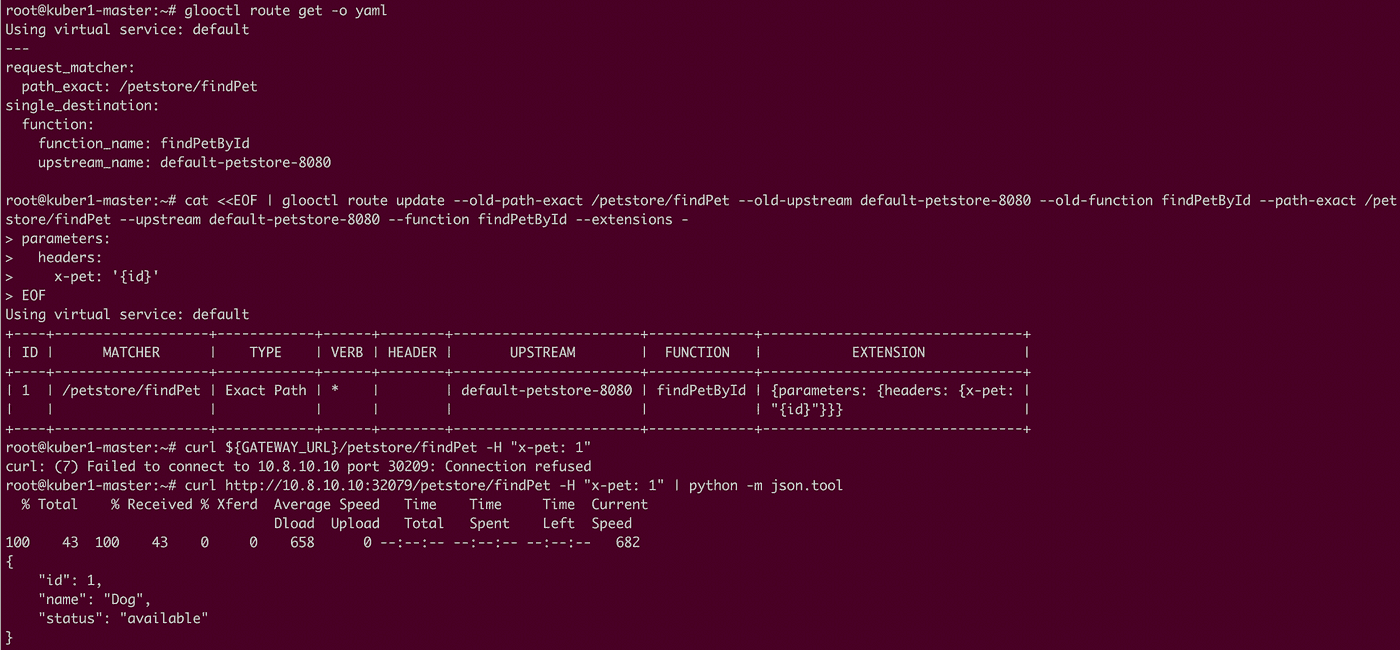 root@kuber1-master:~# glooctl route get -o yaml
Using virtual service: default
---
request_matcher:
  path_exact: /petstore/findPet
single_destination:
  function:
    function_name: findPetById
    upstream_name: default-petstore-8080

root@kuber1-master:~# cat <<EOF | glooctl route update --old-path-exact /petstore/findPet --old-upstream default-petstore-8080 --old-function findPetById --path-exact /pet
store/findPet --upstream default-petstore-8080 --function findPetById --extensions -
> parameters:
>   headers:
>     x-pet: '{id}'
> EOF
Using virtual service: default
+----+-------------------+------------+------+--------+-----------------------+-------------+--------------------------------+
| ID |      MATCHER      |    TYPE    | VERB | HEADER |       UPSTREAM        |  FUNCTION   |           EXTENSION            |
+----+-------------------+------------+------+--------+-----------------------+-------------+--------------------------------+
| 1  | /petstore/findPet | Exact Path | *    |        | default-petstore-8080 | findPetById | {parameters: {headers: {x-pet: |
|    |                   |            |      |        |                       |             | "{id}"}}}                      |
+----+-------------------+------------+------+--------+-----------------------+-------------+--------------------------------+
root@kuber1-master:~# curl ${GATEWAY_URL}/petstore/findPet -H "x-pet: 1"
curl: (7) Failed to connect to 10.8.10.10 port 30209: Connection refused
root@kuber1-master:~# curl http://10.8.10.10:32079/petstore/findPet -H "x-pet: 1" | python -m json.tool
  % Total    % Received % Xferd  Average Speed   Time    Time     Time  Current
                                 Dload  Upload   Total   Spent    Left  Speed
100    43  100    43    0     0    658      0 --:--:-- --:--:-- --:--:--   682
{
    "id": 1,
    "name": "Dog",
    "status": "available"
}